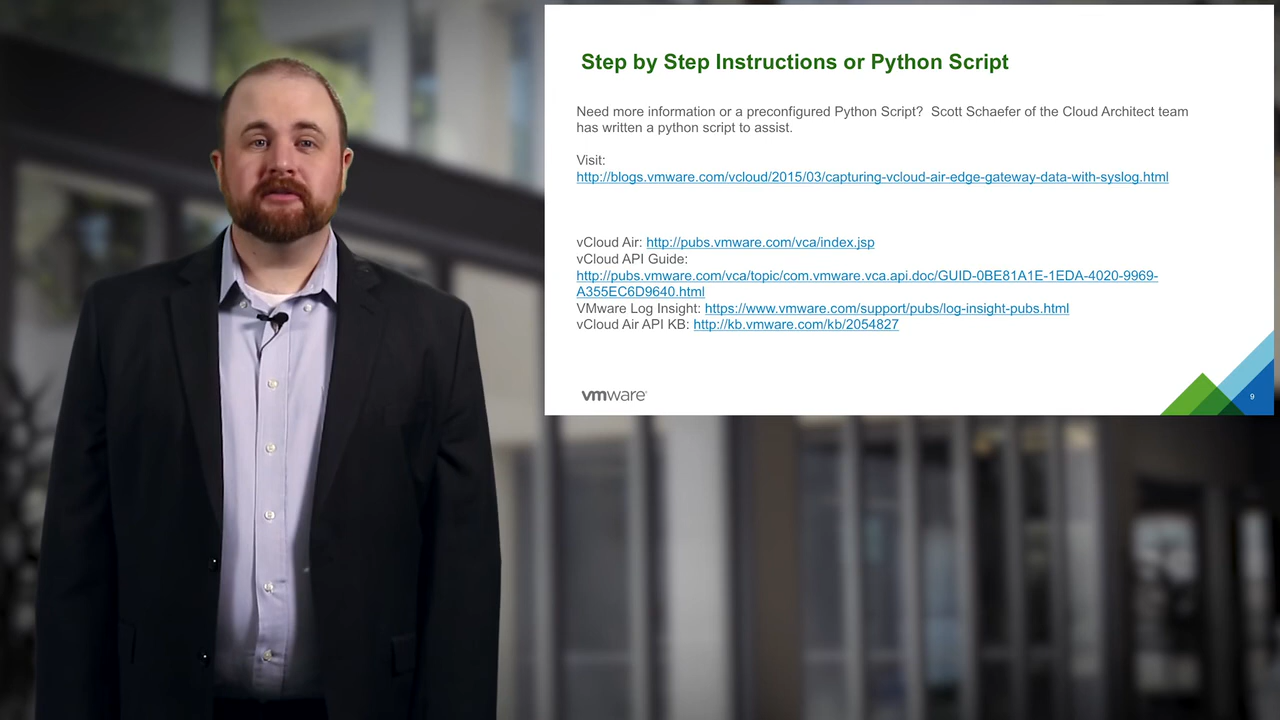 Step by Step Instructions or Python Script
Need more information or a preconfigured Python Script?  Scott Schaefer of the Cloud Architect team
has written a python script to assist.
Visit:
http://blogs.vmware.com/vcloud/2015/03/capturing-vcloud-air-edge-gateway-data-with-syslog.html
vCloud Air: http://pubs.vmware.com/vca/index.jsp
vCloud API Guide:
http://pubs.vmware.com/vca/topic/com.vmware.vca.api.doc/GUID-0BE81A1E-1EDA-4020-9969-
A355EC6D9640.html
VMware Log Insight: https://www.vmware.com/support/pubs/log-insight-pubs.html
vCloud Air API KB: http://kb.vmware.com/kb/2054827
vmware
9